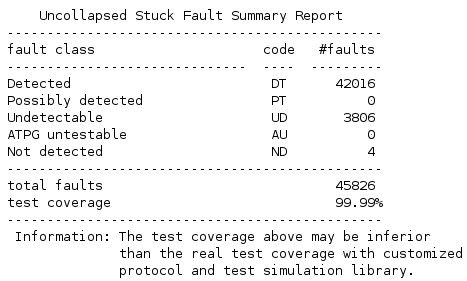 Uncollapsed Stuck Fault Summary Report
-----------------------------------------------
fault class                     code   #faults
------------------------------  ----  ---------
Detected                         DT      42016
Possibly detected                PT          0
Undetectable                     UD       3806
ATPG untestable                  AU          0
Not detected                     ND          4
-----------------------------------------------
total faults                             45826
test coverage                            99.99%
-----------------------------------------------
Information: The test coverage above may be inferior
than the real test coverage with customized
protocol and test simulation library.